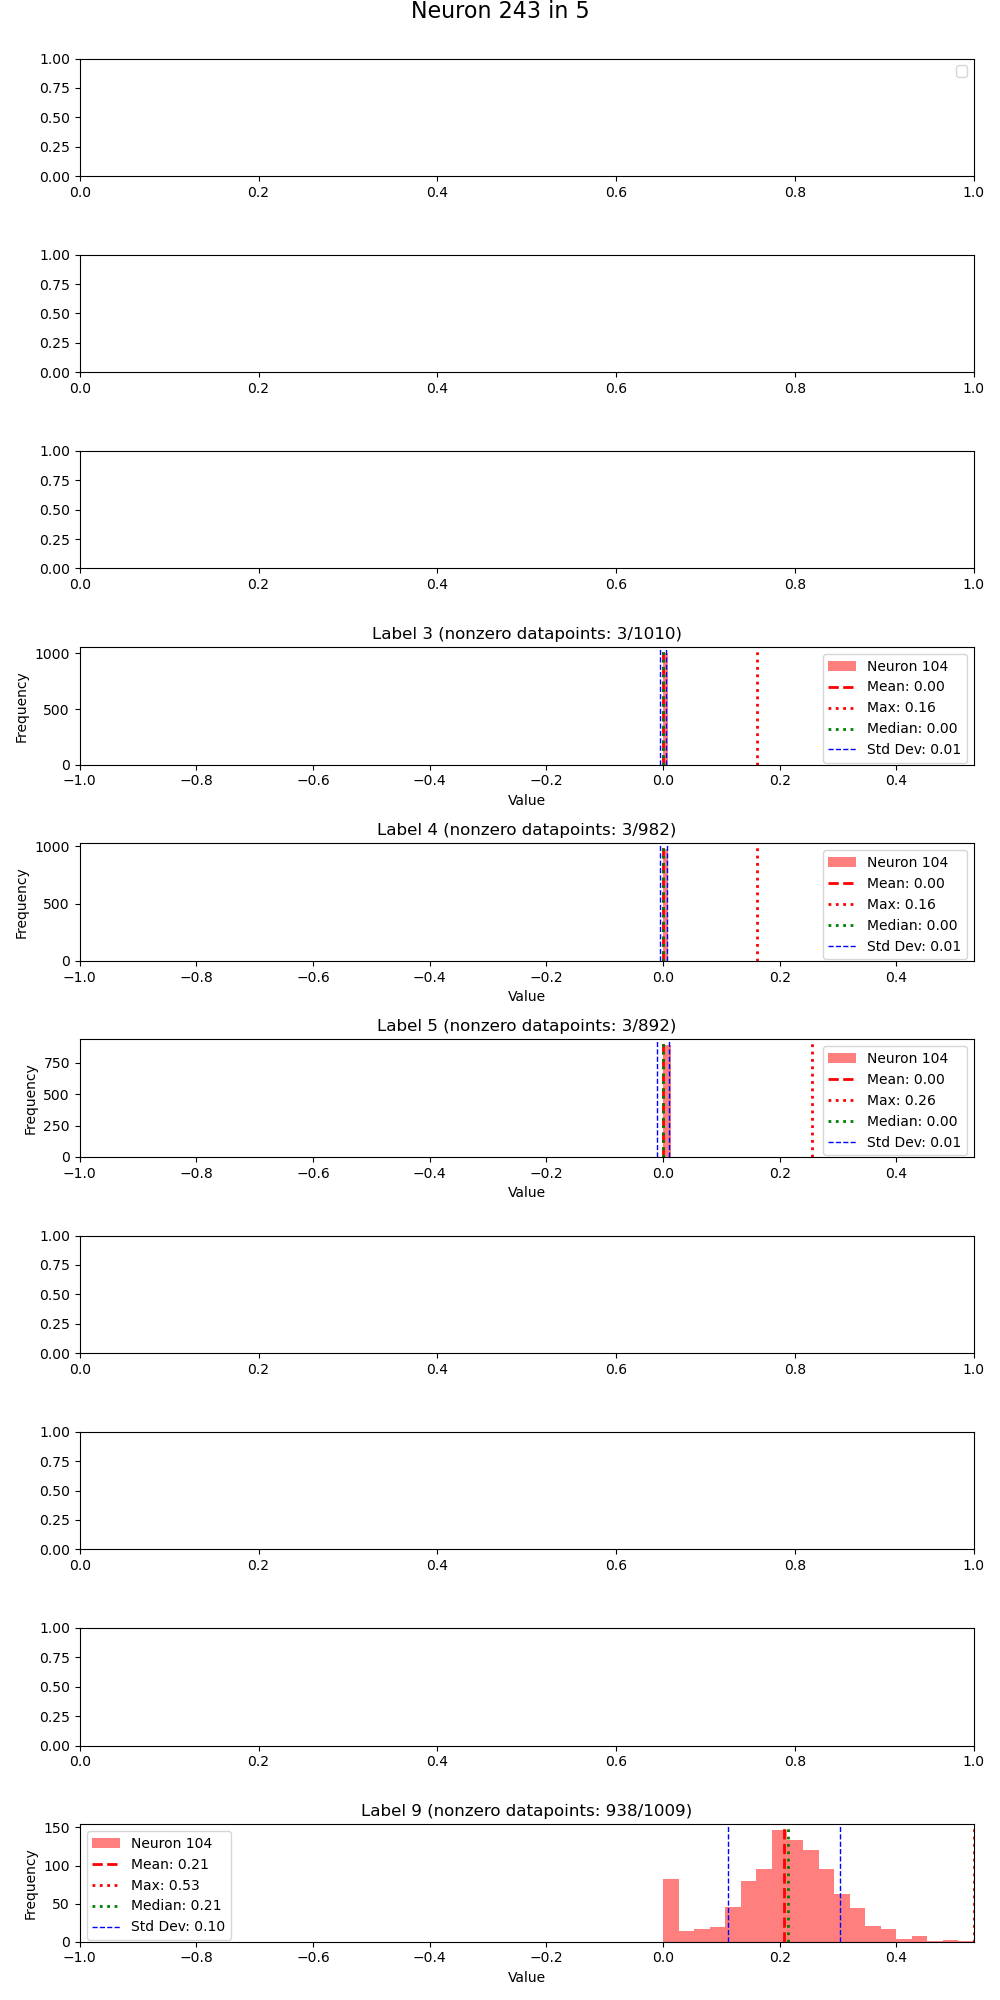 Neuron 243 in 5
1.00
0.75
0.50
0.25
0.00
0.0 0.2 0.4 0.6 0.8 1.0
1.00
0.75
0.50
0.25
0.00
0.0 0.2 0.4 0.6 0.8 1.0
1.00
0.75
0.50
0.25
0.00
0.0 0.2 0.4 0.6 0.8 1.0
Label 3 (nonzero datapoints: 3/1010)
Frequency
1000
500
0
Neuron 104
Mean: 0.00
Max: 0.16
Median: 0.00
Std Dev: 0.01
−1.0 −0.8 −0.6 −0.4 −0.2 0.0 0.2 0.4
Value
Label 4 (nonzero datapoints: 3/982)
Frequency
1000
500
0
Neuron 104
Mean: 0.00
Max: 0.16
Median: 0.00
Std Dev: 0.01
−1.0 −0.8 −0.6 −0.4 −0.2 0.0 0.2 0.4
Value
Label 5 (nonzero datapoints: 3/892)
Frequency
750
500
250
0
Neuron 104
Mean: 0.00
Max: 0.26
Median: 0.00
Std Dev: 0.01
−1.0 −0.8 −0.6 −0.4 −0.2 0.0 0.2 0.4
Value
1.00
0.75
0.50
0.25
0.00
0.0 0.2 0.4 0.6 0.8 1.0
1.00
0.75
0.50
0.25
0.00
0.0 0.2 0.4 0.6 0.8 1.0
1.00
0.75
0.50
0.25
0.00
0.0 0.2 0.4 0.6 0.8 1.0
Label 9 (nonzero datapoints: 938/1009)
Frequency
150
100
50
0
Neuron 104
Mean: 0.21
Max: 0.53
Median: 0.21
Std Dev: 0.10
−1.0 −0.8 −0.6 −0.4 −0.2 0.0 0.2 0.4
Value